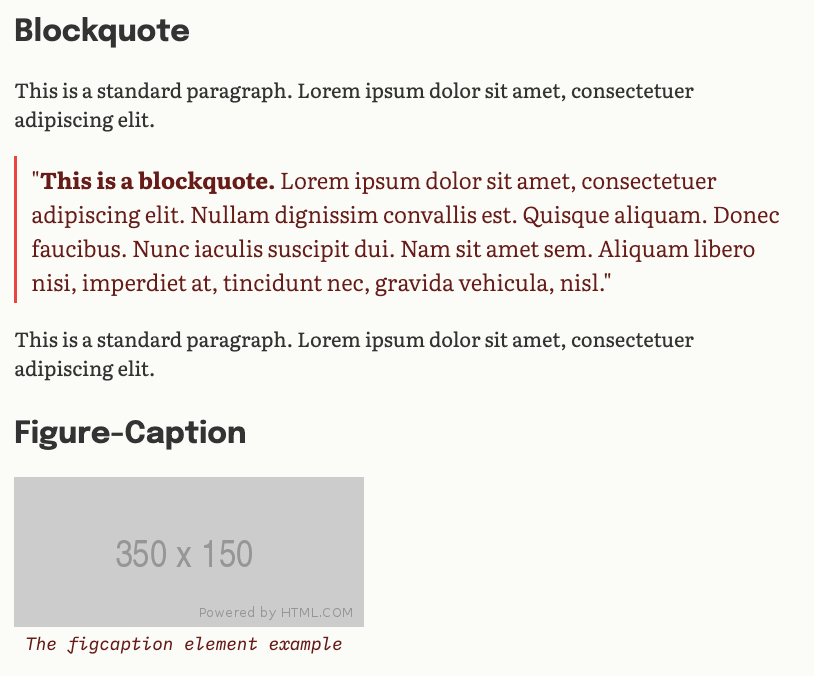 Blockquote
This is a standard paragraph. Lorem ipsum dolor sit amet, consectetuer
adipiscing elit.
"This is a blockquote. Lorem ipsum dolor sit amet, consectetuer
adipiscing elit. Nullam dignissim convallis est. Quisque aliquam. Donec
faucibus. Nunc iaculis suscipit dui. Nam sit amet sem. Aliquam libero
nisi, imperdiet at, tincidunt nec, gravida vehicula, nisl."
This is a standard paragraph. Lorem ipsum dolor sit amet, consectetuer
adipiscing elit.
Figure-Caption
350 x 150
Powered by HTML.COM
The figcaption element example